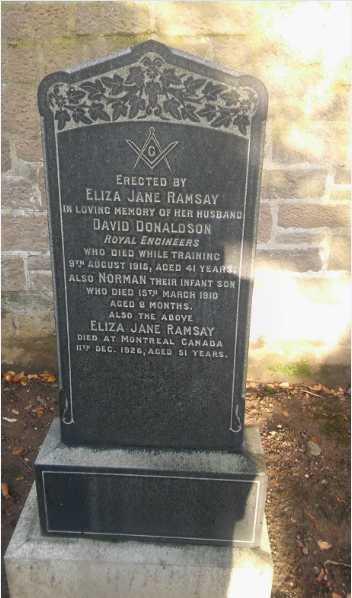 G
ERECTED BY
ELIZA JANE RAMSAY
IN LOVING MEMORY OF HER HUSBAND
DAVID DONALDSON
ROYAL ENGINEERS
WHO DIED WHILE TRAINING
9TH AUGUST 1915, AGED 41 YEARS.
ALSO NORMAN THEIR INFANT SON
WHO DIED 15TH MARCH 1910
AGED 8 MONTHS.
ALSO THE ABOVE
ELIZA JANE RAMSAY
DIED AT MONTREAL CANADA
11TH DEC. 1926, AGED 51 YEARS.